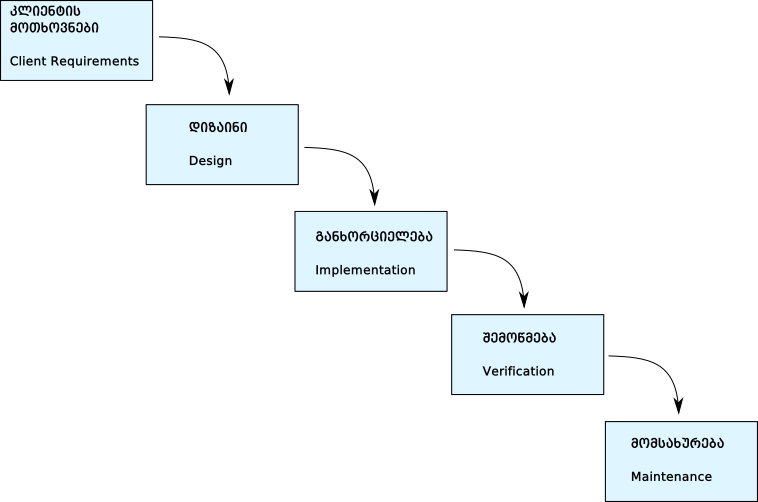 კლიენტის
მოთხოვნები
Client Requirements
დიზაინი
Design
განხორციელება
Implementation
შემოწმება
Verification
მომსახურება
Maintenance